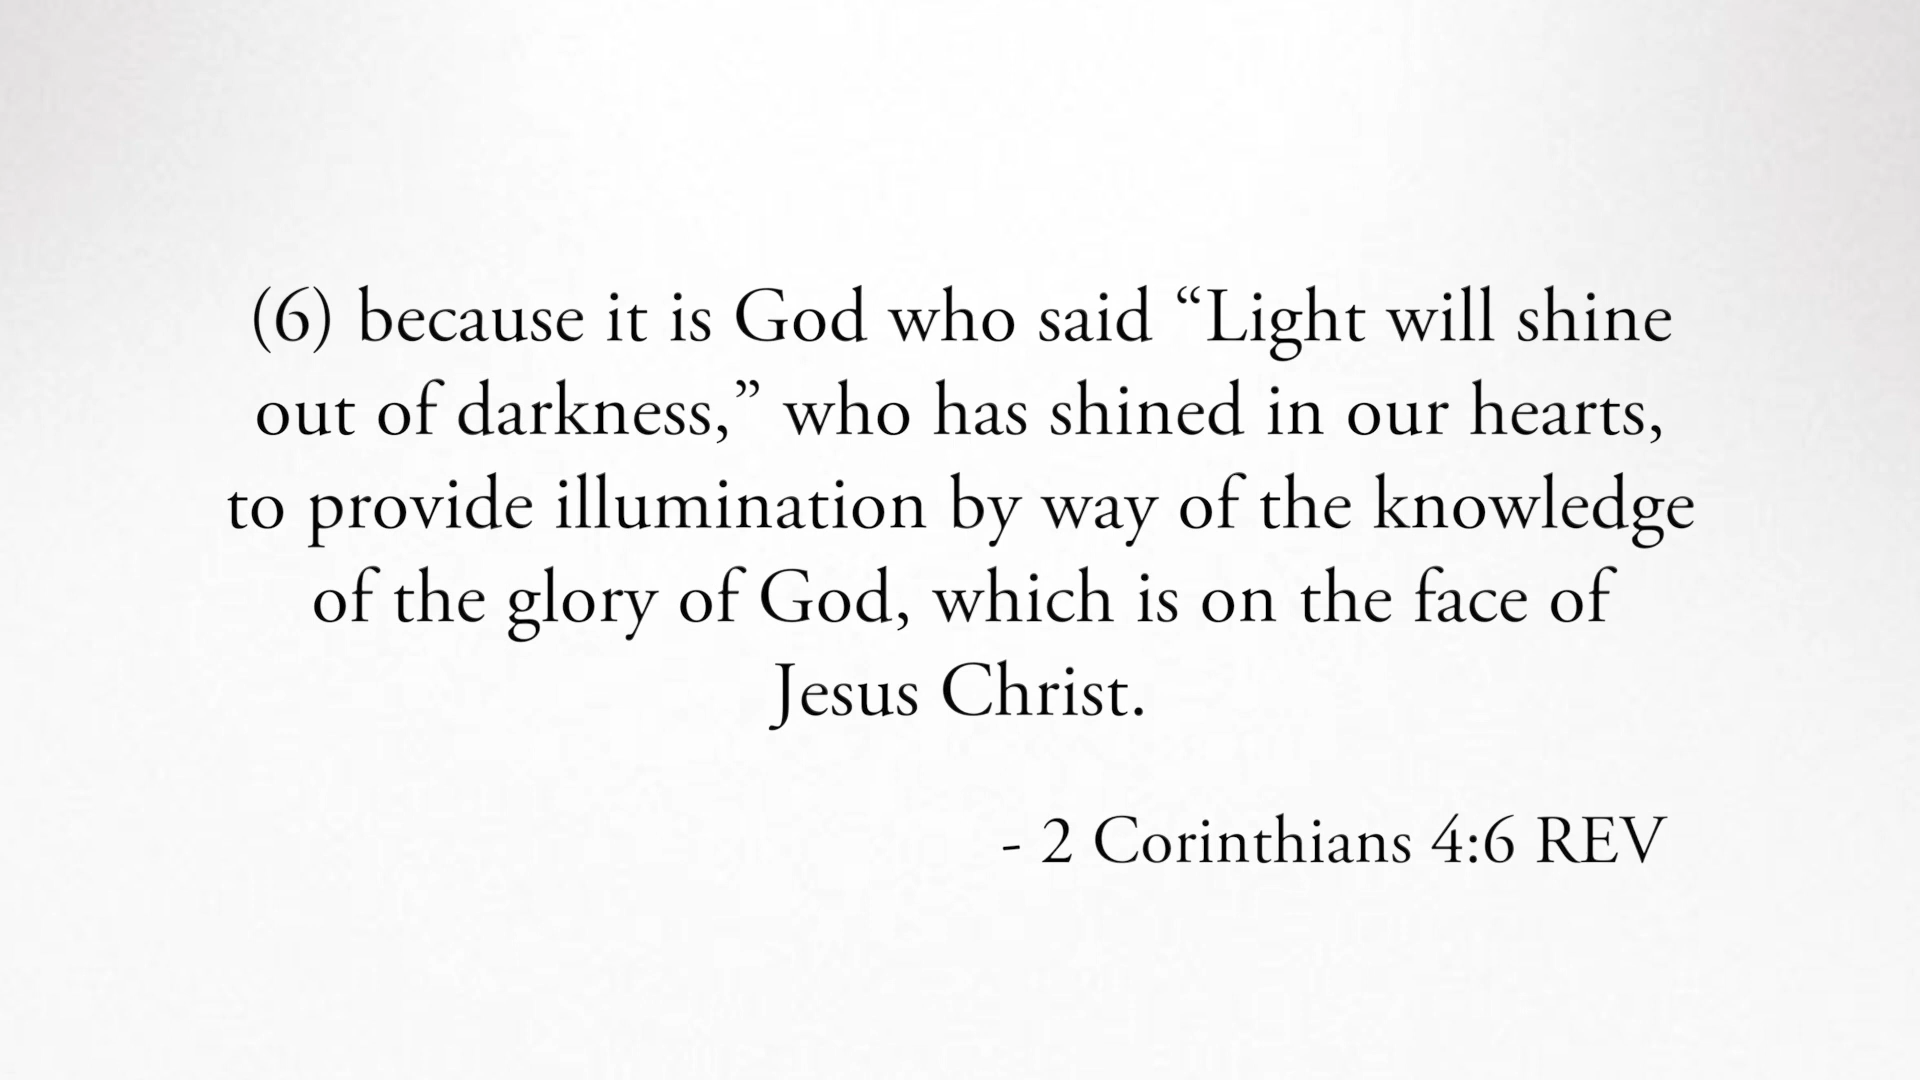 (6) because it is God who said “Light will shine
out of darkness,” who has shined in our hearts,
to provide illumination by way of the knowledge
of the glory of God, which is on the face of
Jesus Christ.
- 2 Corinthians 4:6 REV